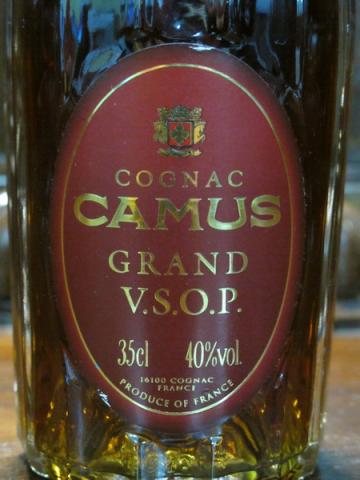 COGNAC
CAMUS
GRAND
V.S.O.P.
35cl 40%vol.
16100 COGNAC
FRANCE
PRODUCE OF FRANCE